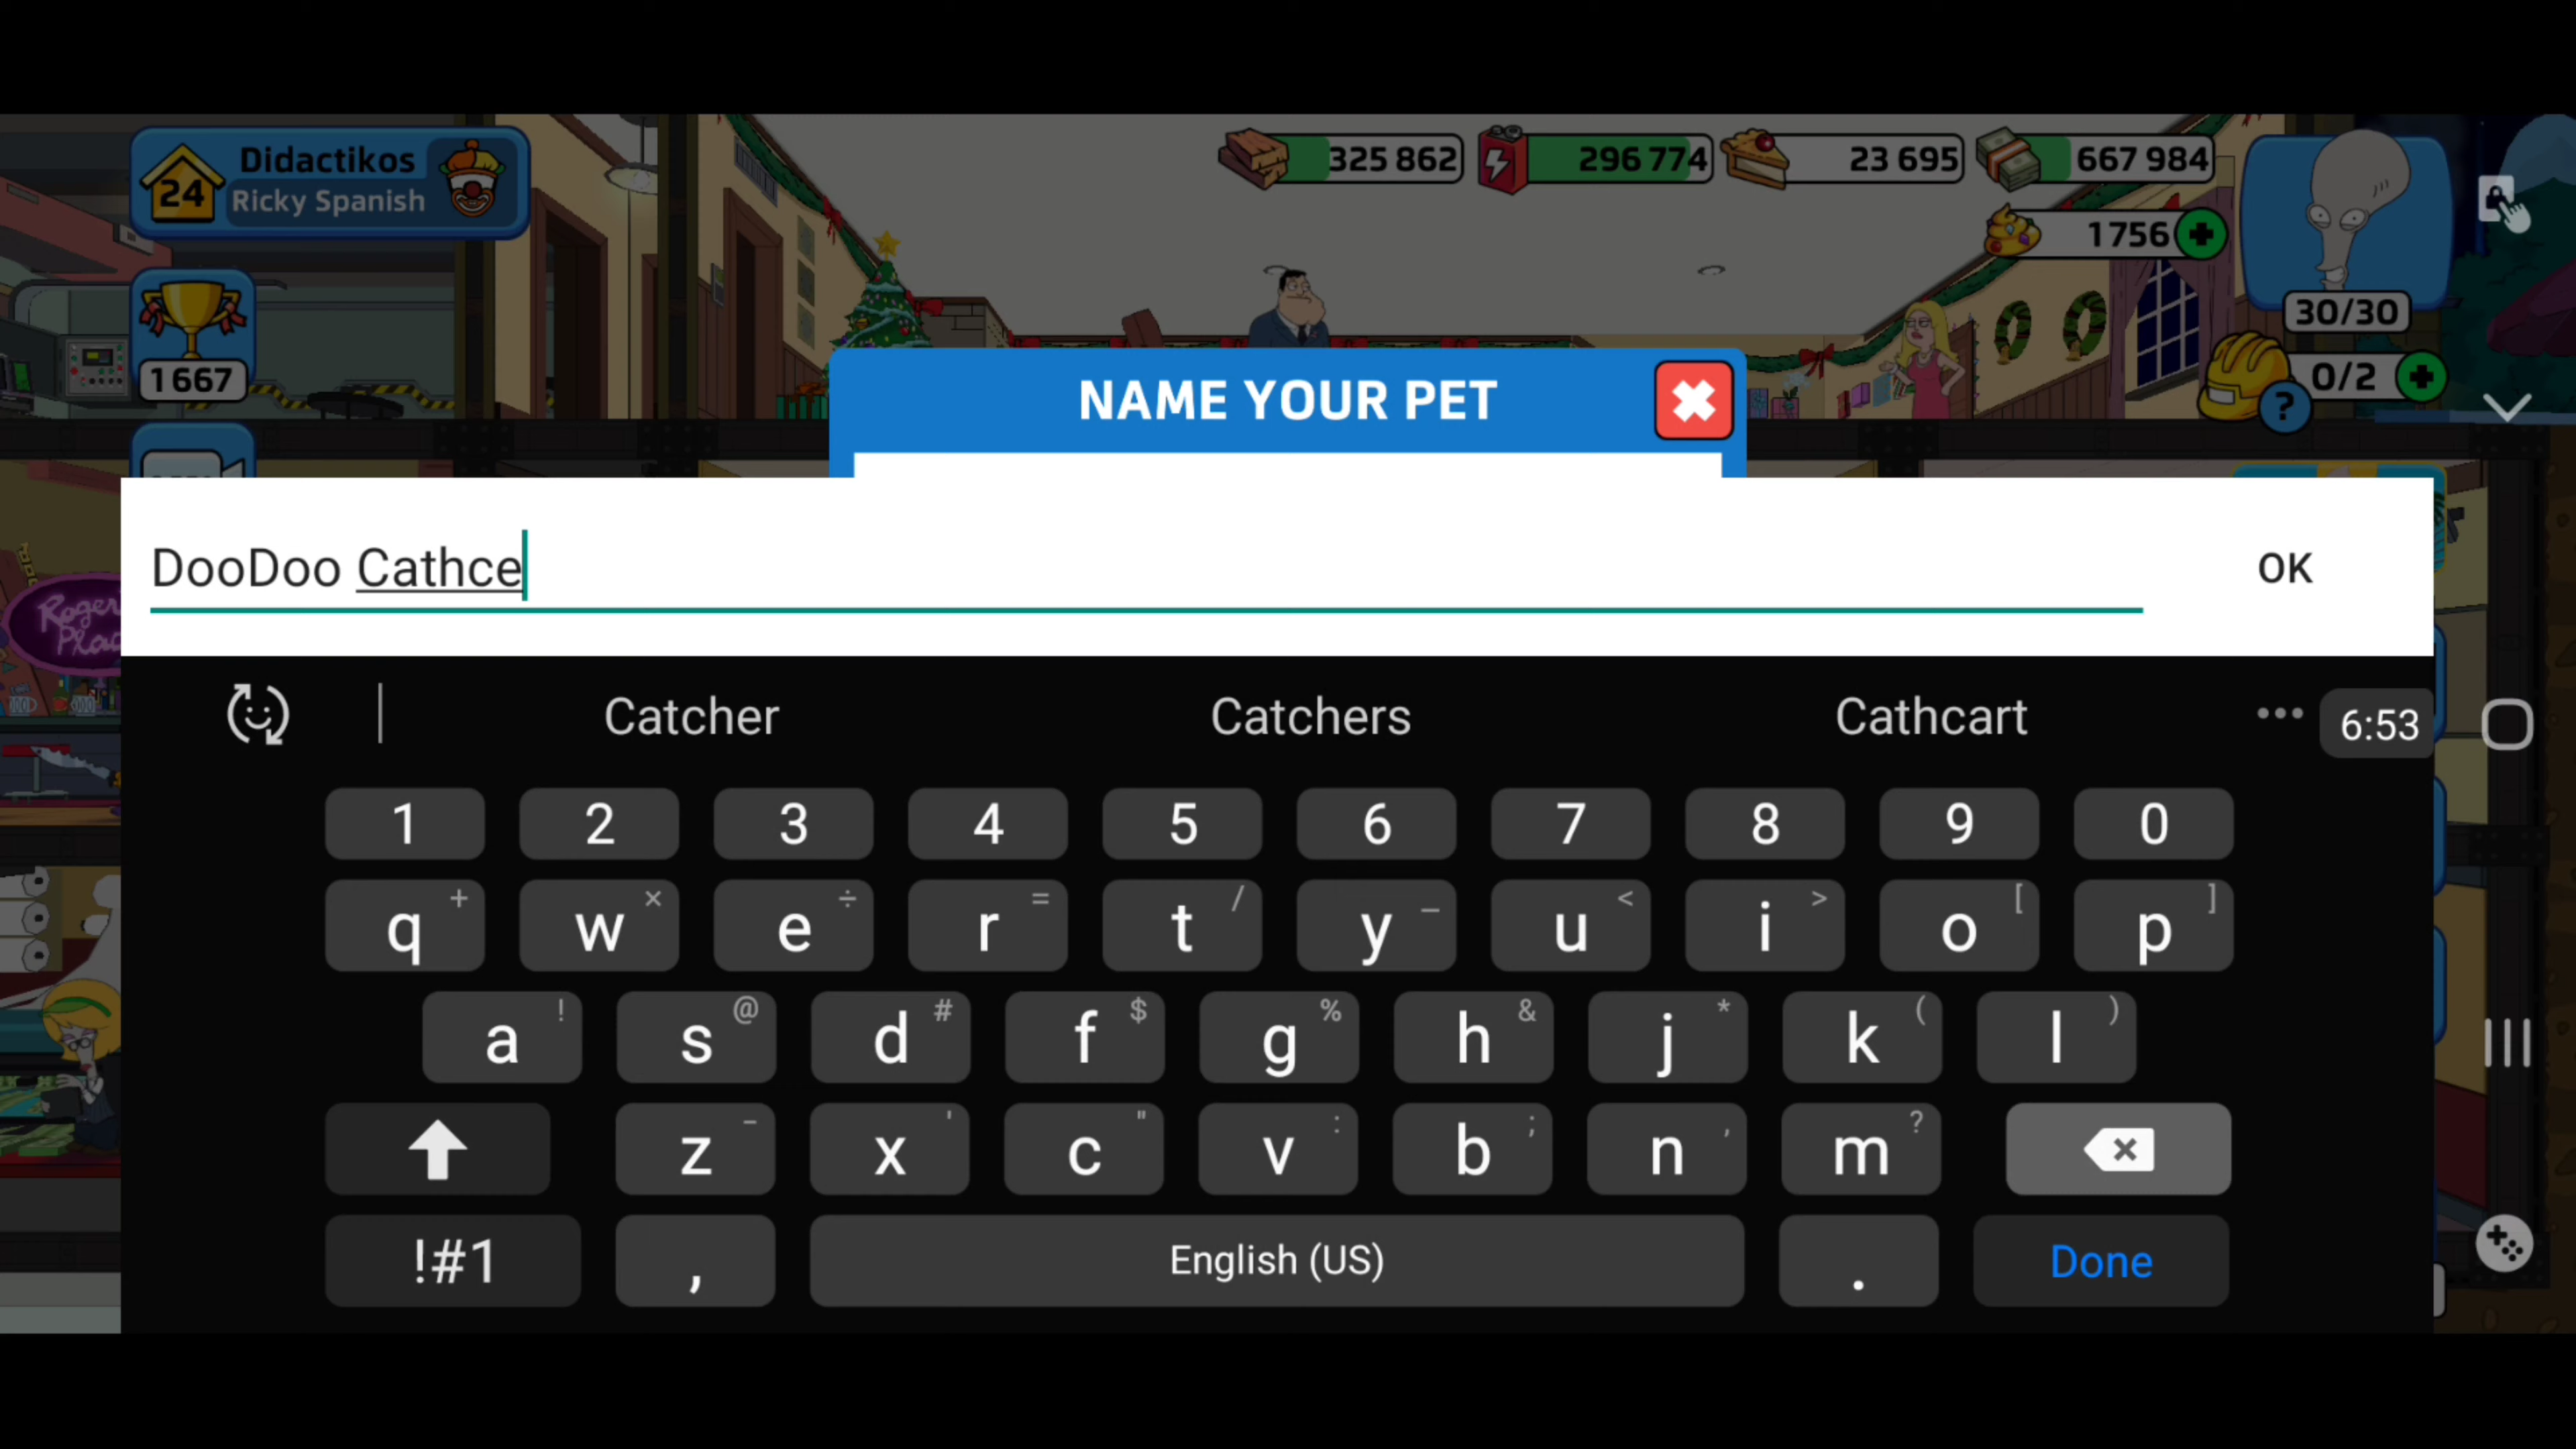 24 Didactikos
Ricky Spanish
325 862
296 774
23 695
667 984
1756
30/30
1667
0/2
?
NAME YOUR PET
DooDoo Cathce
OK
Roger
Plac
Catcher
Catchers
Cathcart
... 6:53
1 2 3 4 5 6 7 8 9 0
q + w × e ÷ r = t / y _ u < i > o [ p ]
a ! s @ d # f $ g % h & j * k ( l )
z - x ' c " v : b ; n , m ?
!#1 , English (US) . Done